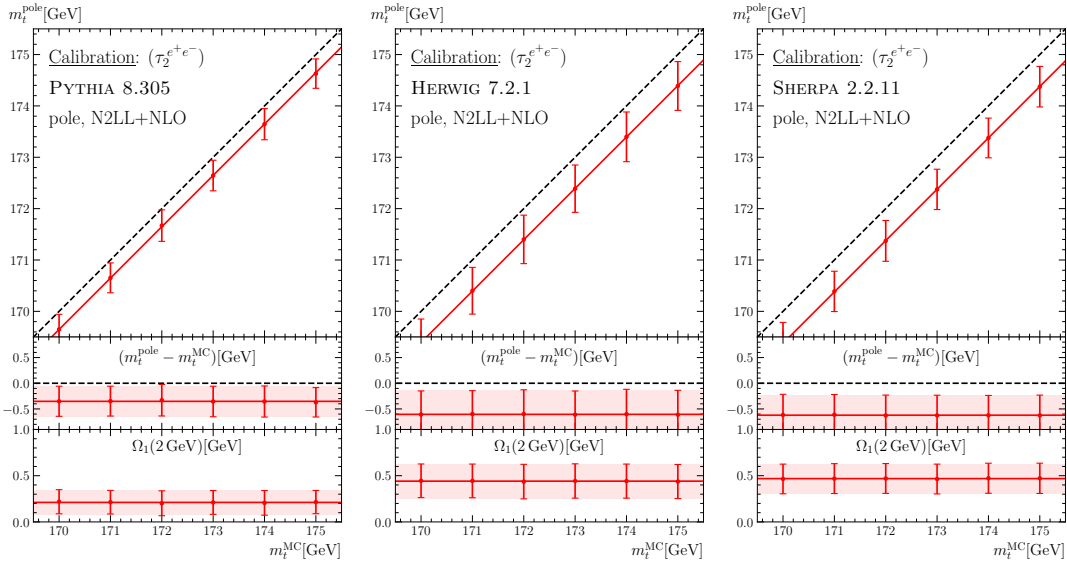 m_t^pole[GeV]
175
174
173
172
171
170
Calibration: (τ_2^{e^+e^-})
PYTHIA 8.305
pole, N2LL+NLO
(m_t^pole − m_t^MC)[GeV]
0.5
0.0
−0.5
1.0
Ω_1(2 GeV)[GeV]
0.5
0.0
170 171 172 173 174 175
m_t^MC[GeV]
m_t^pole[GeV]
175
174
173
172
171
170
Calibration: (τ_2^{e^+e^-})
HERWIG 7.2.1
pole, N2LL+NLO
(m_t^pole − m_t^MC)[GeV]
0.5
0.0
−0.5
1.0
Ω_1(2 GeV)[GeV]
0.5
0.0
170 171 172 173 174 175
m_t^MC[GeV]
m_t^pole[GeV]
175
174
173
172
171
170
Calibration: (τ_2^{e^+e^-})
SHERPA 2.2.11
pole, N2LL+NLO
(m_t^pole − m_t^MC)[GeV]
0.5
0.0
−0.5
1.0
Ω_1(2 GeV)[GeV]
0.5
0.0
170 171 172 173 174 175
m_t^MC[GeV]